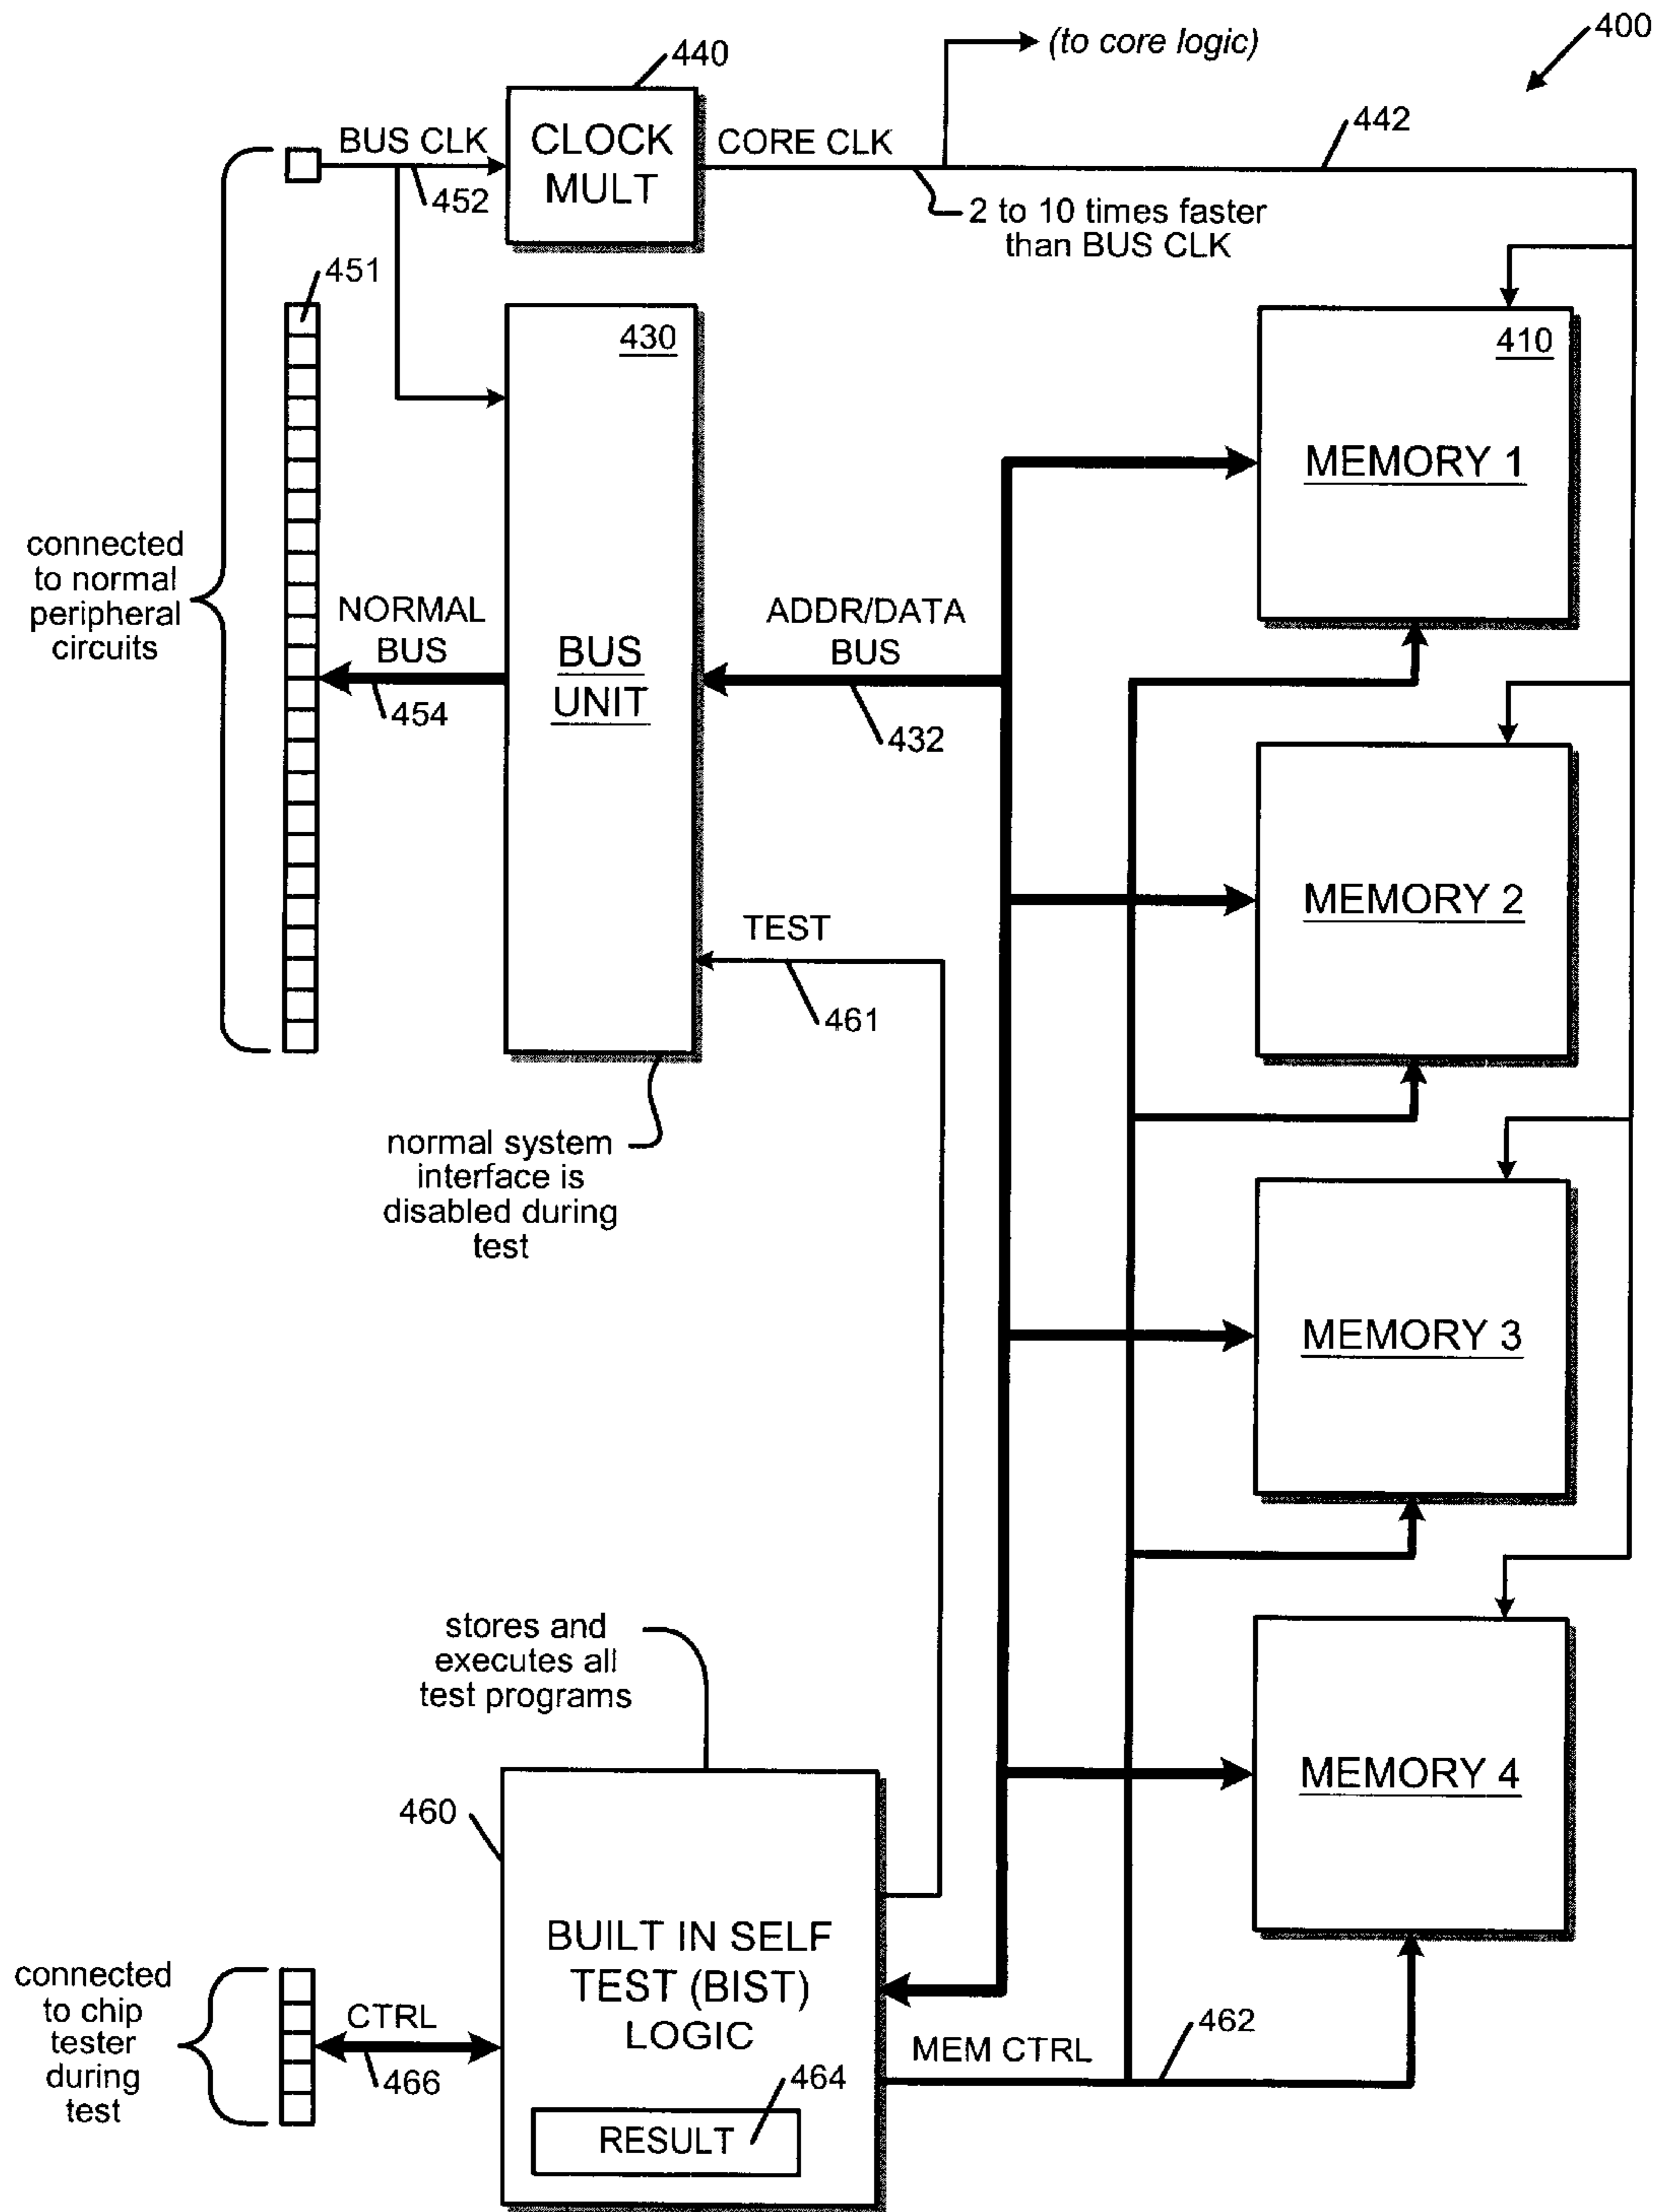 400
(to core logic)
440
BUS CLK
452
CLOCK
MULT
CORE CLK
442
2 to 10 times faster
than BUS CLK
451
430
410
MEMORY 1
connected
to normal
peripheral
circuits
NORMAL
BUS
454
BUS
UNIT
ADDR/DATA
BUS
432
MEMORY 2
TEST
461
normal system
interface is
disabled during
test
MEMORY 3
stores and
executes all
test programs
MEMORY 4
460
BUILT IN SELF
TEST (BIST)
LOGIC
connected
to chip
tester
during
test
CTRL
466
MEM CTRL
462
464
RESULT